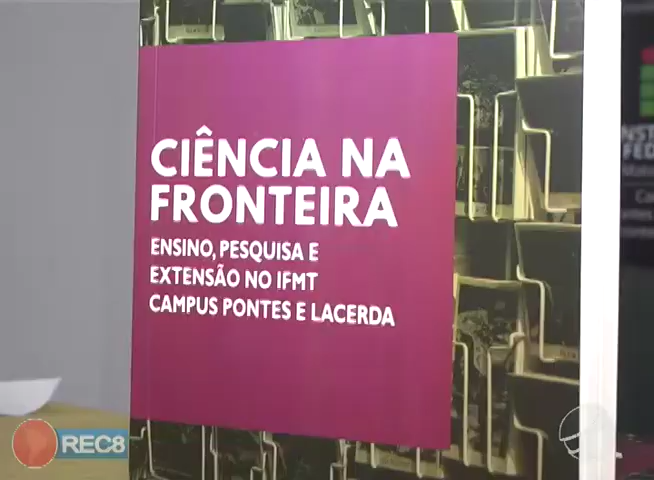 CIÊNCIA NA
FRONTEIRA
ENSINO, PESQUISA E
EXTENSÃO NO IFMT
CAMPUS PONTES E LACERDA
REC8